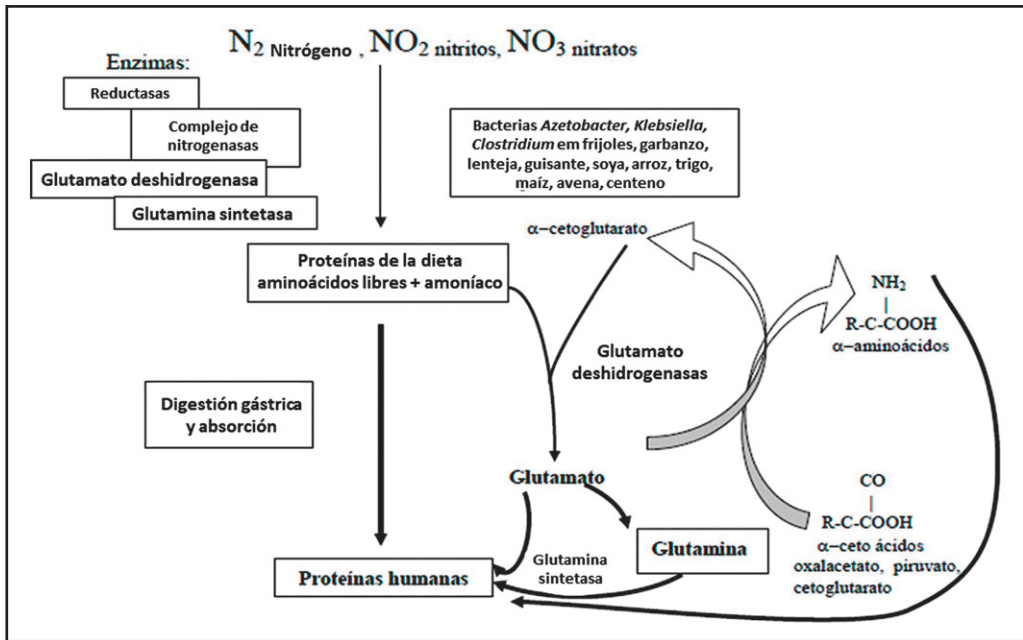 N2 Nitrógeno , NO2 nitritos, NO3 nitratos
Enzimas:
Reductasas
Complejo de
nitrogenasas
Glutamato deshidrogenasa
Glutamina sintetasa
Bacterias Azetobacter, Klebsiella,
Clostridium em frijoles, garbanzo,
lenteja, guisante, soya, arroz, trigo,
maíz, avena, centeno
Proteínas de la dieta
aminoácidos libres + amoníaco
α–cetoglutarato
NH2
|
R-C-COOH
α–aminoácidos
Glutamato
deshidrogenasas
Digestión gástrica
y absorción
Glutamato
CO
|
R-C-COOH
α–ceto ácidos
oxalacetato, piruvato,
cetoglutarato
Glutamina
Glutamina
sintetasa
Proteínas humanas